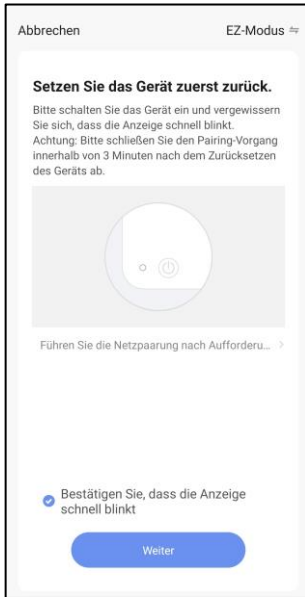 Abbrechen EZ-Modus ⇋
Setzen Sie das Gerät zuerst zurück.
Bitte schalten Sie das Gerät ein und vergewissern
Sie sich, dass die Anzeige schnell blinkt.
Achtung: Bitte schließen Sie den Pairing-Vorgang
innerhalb von 3 Minuten nach dem Zurücksetzen
des Geräts ab.
Führen Sie die Netzpaarung nach Aufforderu... >
Bestätigen Sie, dass die Anzeige
schnell blinkt
Weiter